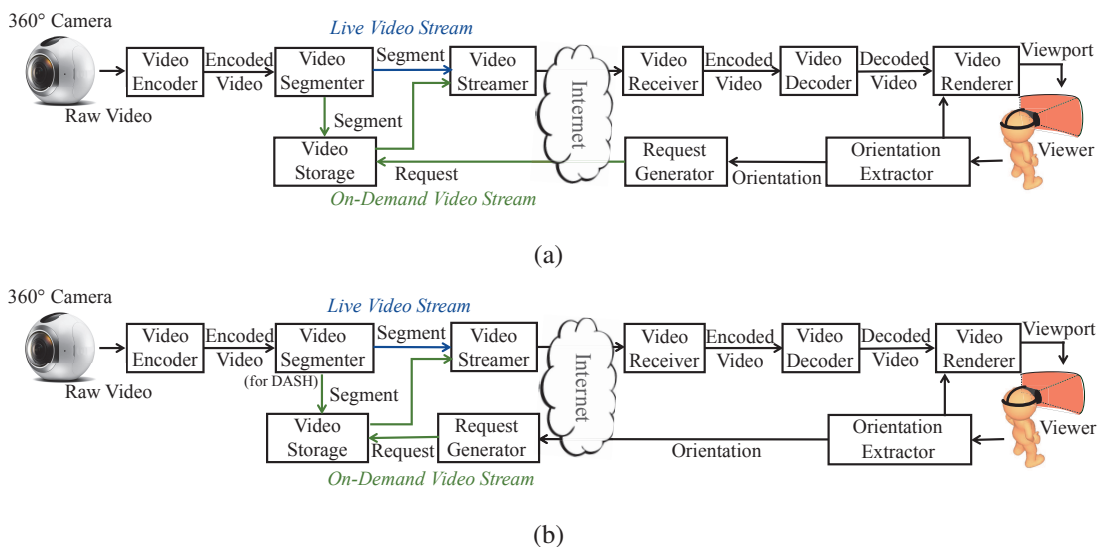 360° Camera
Raw Video
Video
Encoder
Encoded
Video
Video
Segmenter
Live Video Stream
Segment
Video
Streamer
Segment
Video
Storage
Request
On-Demand Video Stream
Internet
Video
Receiver
Encoded
Video
Video
Decoder
Decoded
Video
Video
Renderer
Viewport
Request
Generator
Orientation
Orientation
Extractor
Viewer
(a)
360° Camera
Raw Video
Video
Encoder
Encoded
Video
Video
Segmenter
(for DASH)
Live Video Stream
Segment
Video
Streamer
Segment
Video
Storage
Request
Request
Generator
On-Demand Video Stream
Internet
Video
Receiver
Encoded
Video
Video
Decoder
Decoded
Video
Video
Renderer
Viewport
Orientation
Orientation
Extractor
Viewer
(b)